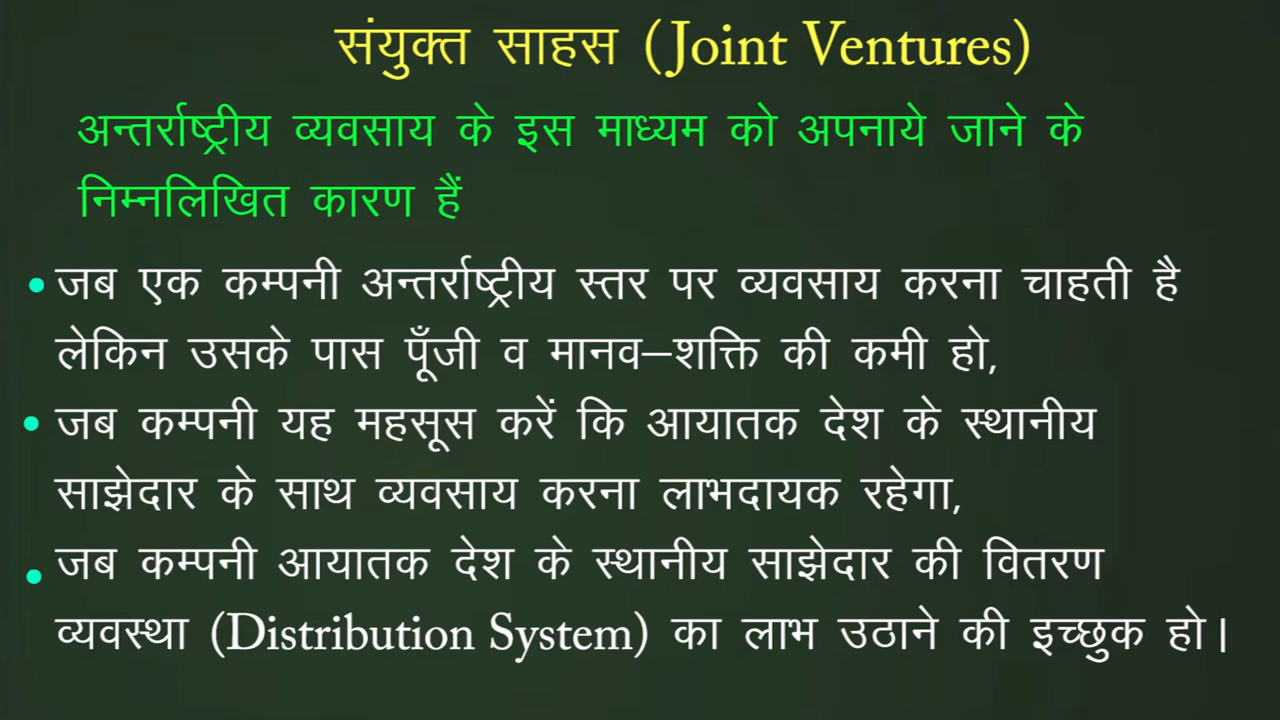 संयुक्त साहस (Joint Ventures)
अन्तर्राष्ट्रीय व्यवसाय के इस माध्यम को अपनाये जाने के
निम्नलिखित कारण हैं
• जब एक कम्पनी अन्तर्राष्ट्रीय स्तर पर व्यवसाय करना चाहती है
लेकिन उसके पास पूँजी व मानव–शक्ति की कमी हो,
• जब कम्पनी यह महसूस करें कि आयातक देश के स्थानीय
साझेदार के साथ व्यवसाय करना लाभदायक रहेगा,
• जब कम्पनी आयातक देश के स्थानीय साझेदार की वितरण
व्यवस्था (Distribution System) का लाभ उठाने की इच्छुक हो।